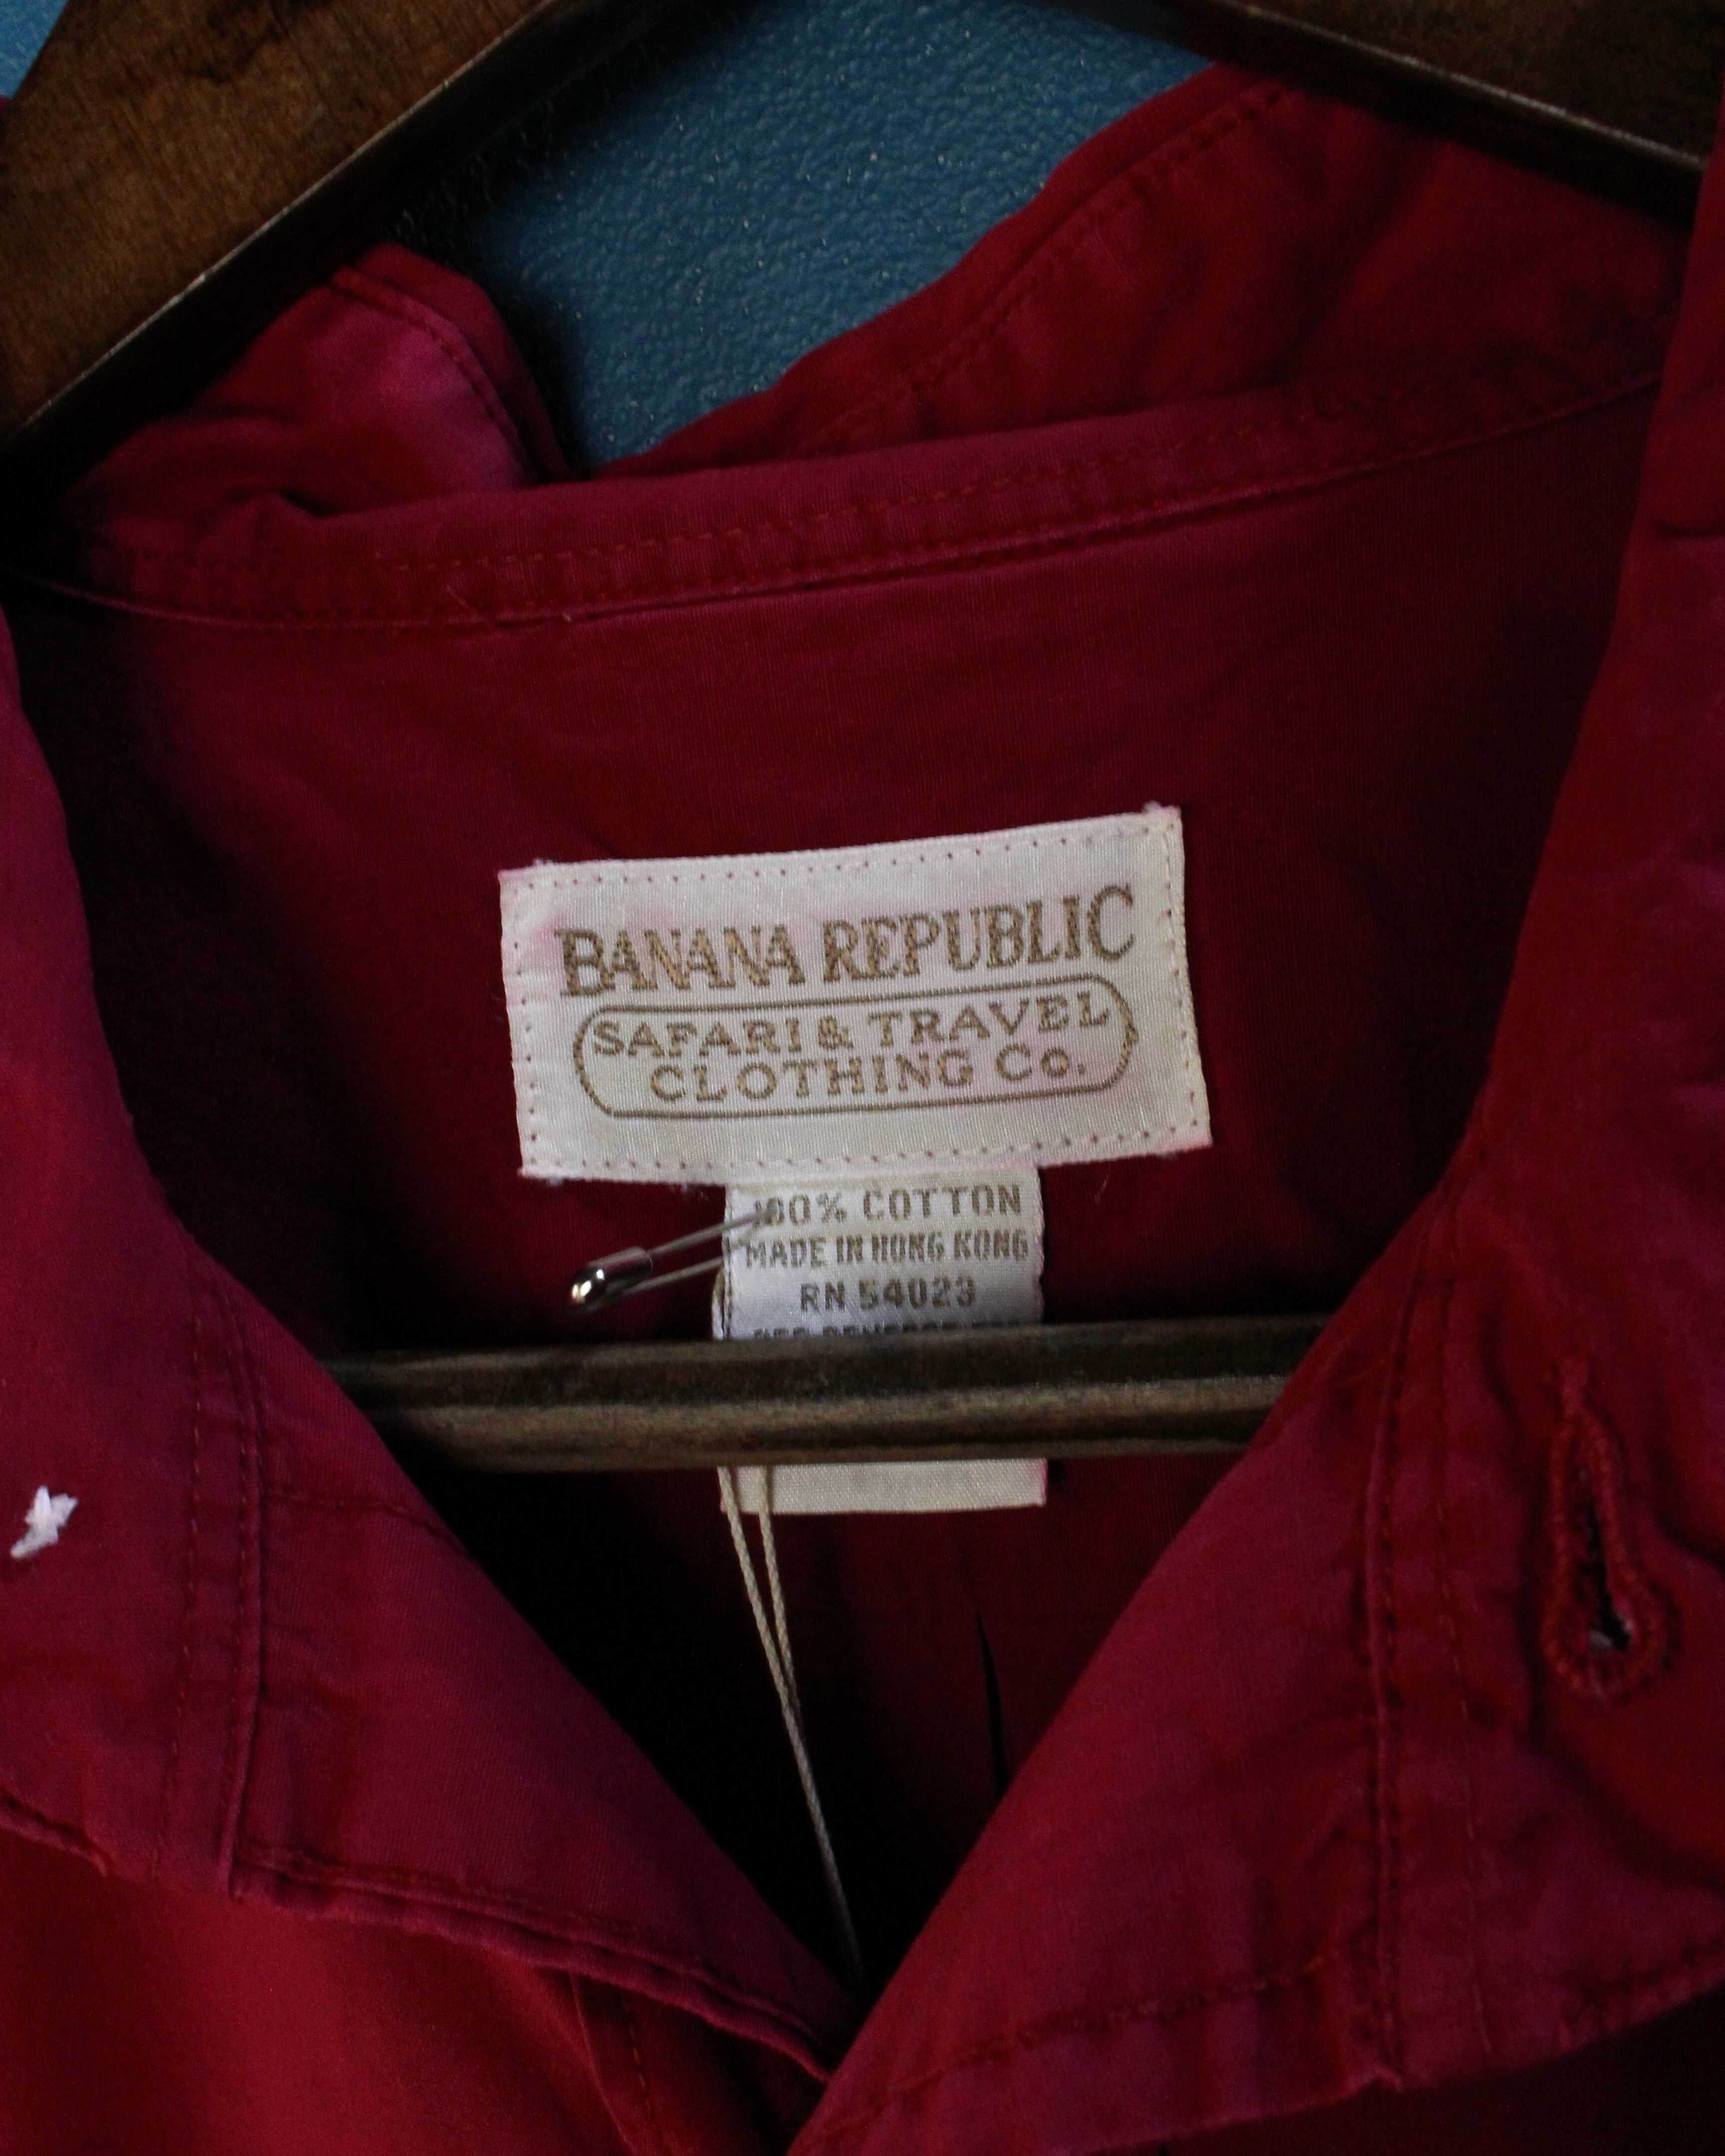 BANANA REPUBLIC
SAFARI & TRAVEL
CLOTHING Co.
100% COTTON
MADE IN HONG KONG
RN 54023